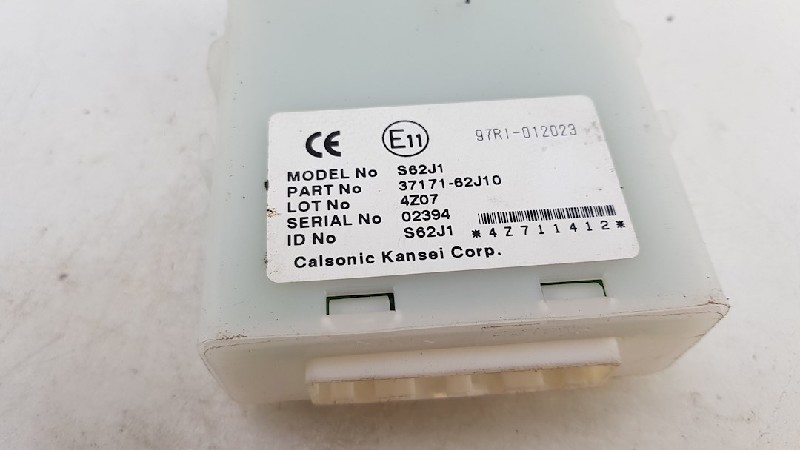 CE E11 97RI-012023
MODEL No S62J1
PART No 37171-62J10
LOT No 4Z07
SERIAL No 02394
ID No S62J1 *4Z711412*
Calsonic Kansei Corp.